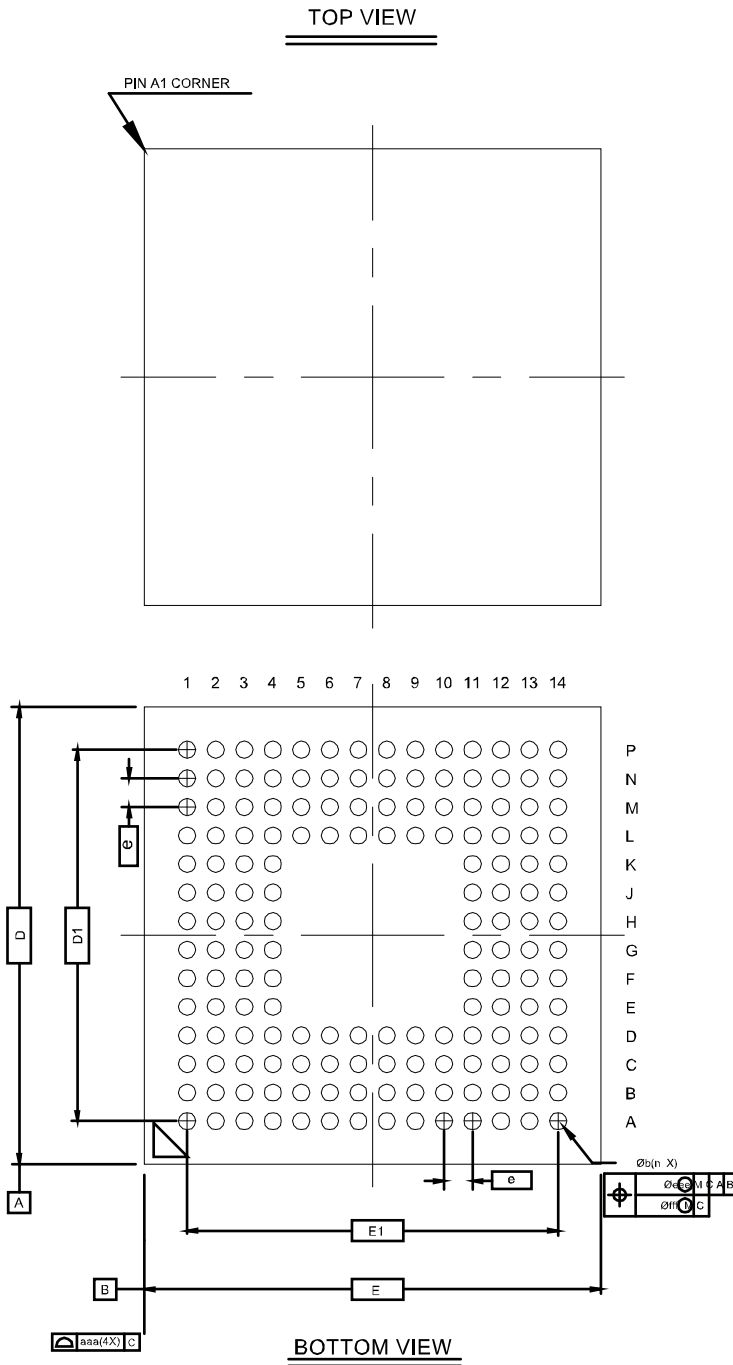 TOP VIEW
PIN A1 CORNER
1 2 3 4 5 6 7 8 9 10 11 12 13 14
P
N
M
e
L
K
J
D
D1
H
G
F
E
D
C
B
A
Øb(n X)
e
A
Øeee M C A B
Øfff M C
E1
B
E
aaa(4X) C
BOTTOM VIEW